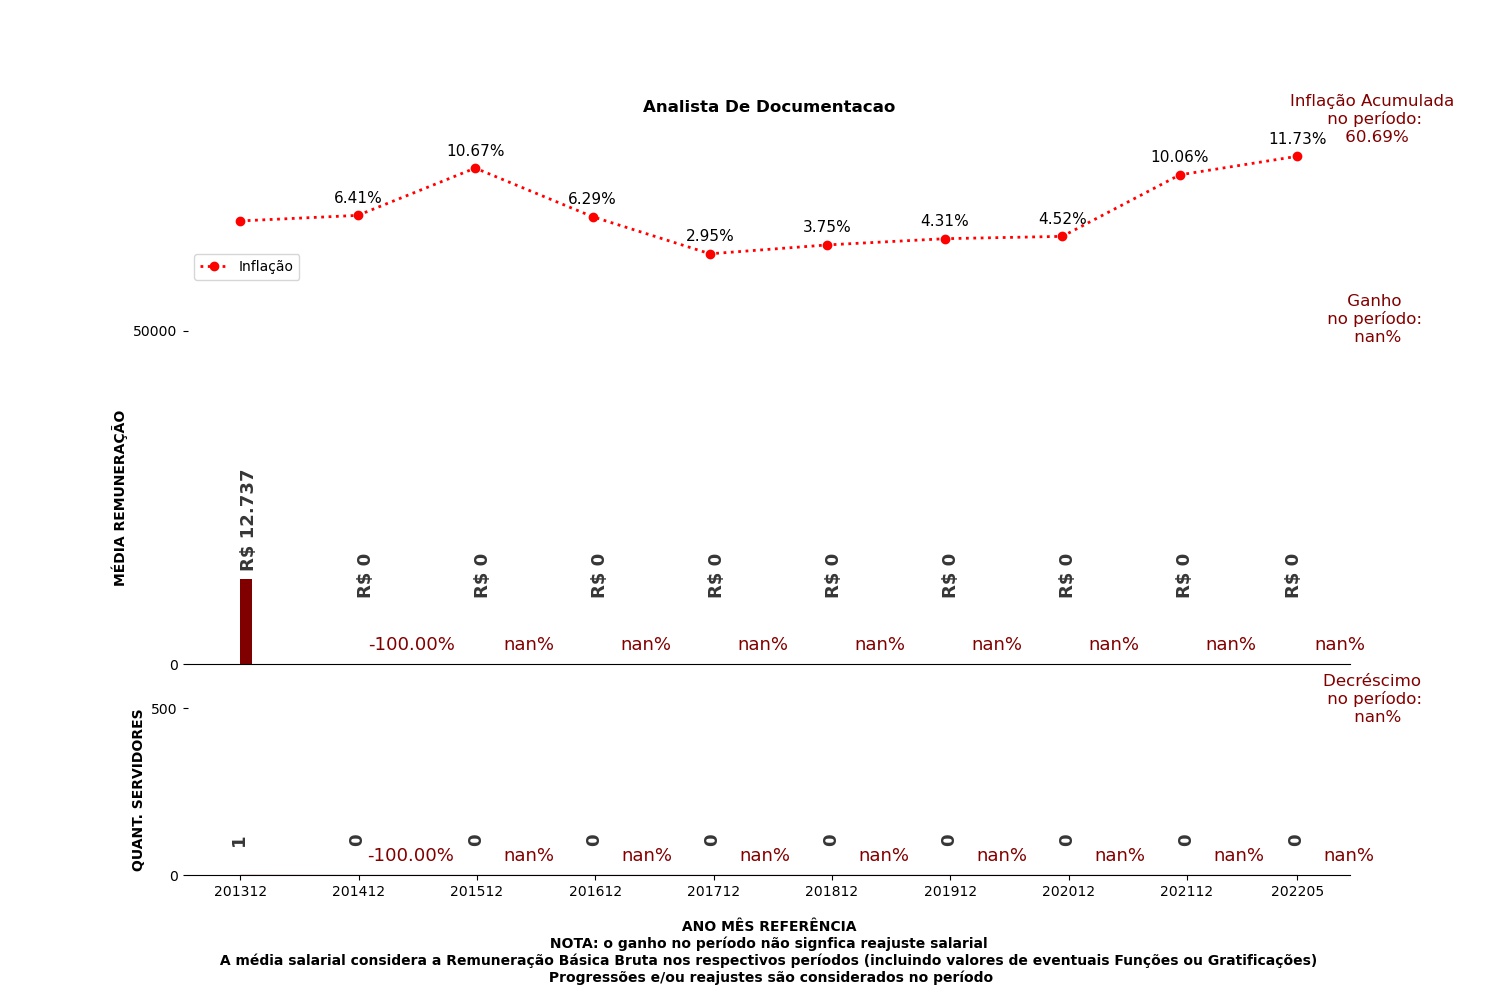 Analista De Documentacao
Inflação Acumulada
no período:
60.69%
6.41%
10.67%
6.29%
2.95%
3.75%
4.31%
4.52%
10.06%
11.73%
Inflação
Ganho
no período:
nan%
50000
0
MÉDIA REMUNERAÇÃO
R$ 12.737
R$ 0
R$ 0
R$ 0
R$ 0
R$ 0
R$ 0
R$ 0
R$ 0
R$ 0
-100.00%
nan%
nan%
nan%
nan%
nan%
nan%
nan%
nan%
Decréscimo
no período:
nan%
500
0
QUANT. SERVIDORES
1
0
0
0
0
0
0
0
0
0
-100.00%
nan%
nan%
nan%
nan%
nan%
nan%
nan%
nan%
201312
201412
201512
201612
201712
201812
201912
202012
202112
202205
ANO MÊS REFERÊNCIA
NOTA: o ganho no período não signfica reajuste salarial
A média salarial considera a Remuneração Básica Bruta nos respectivos períodos (incluindo valores de eventuais Funções ou Gratificações)
Progressões e/ou reajustes são considerados no período